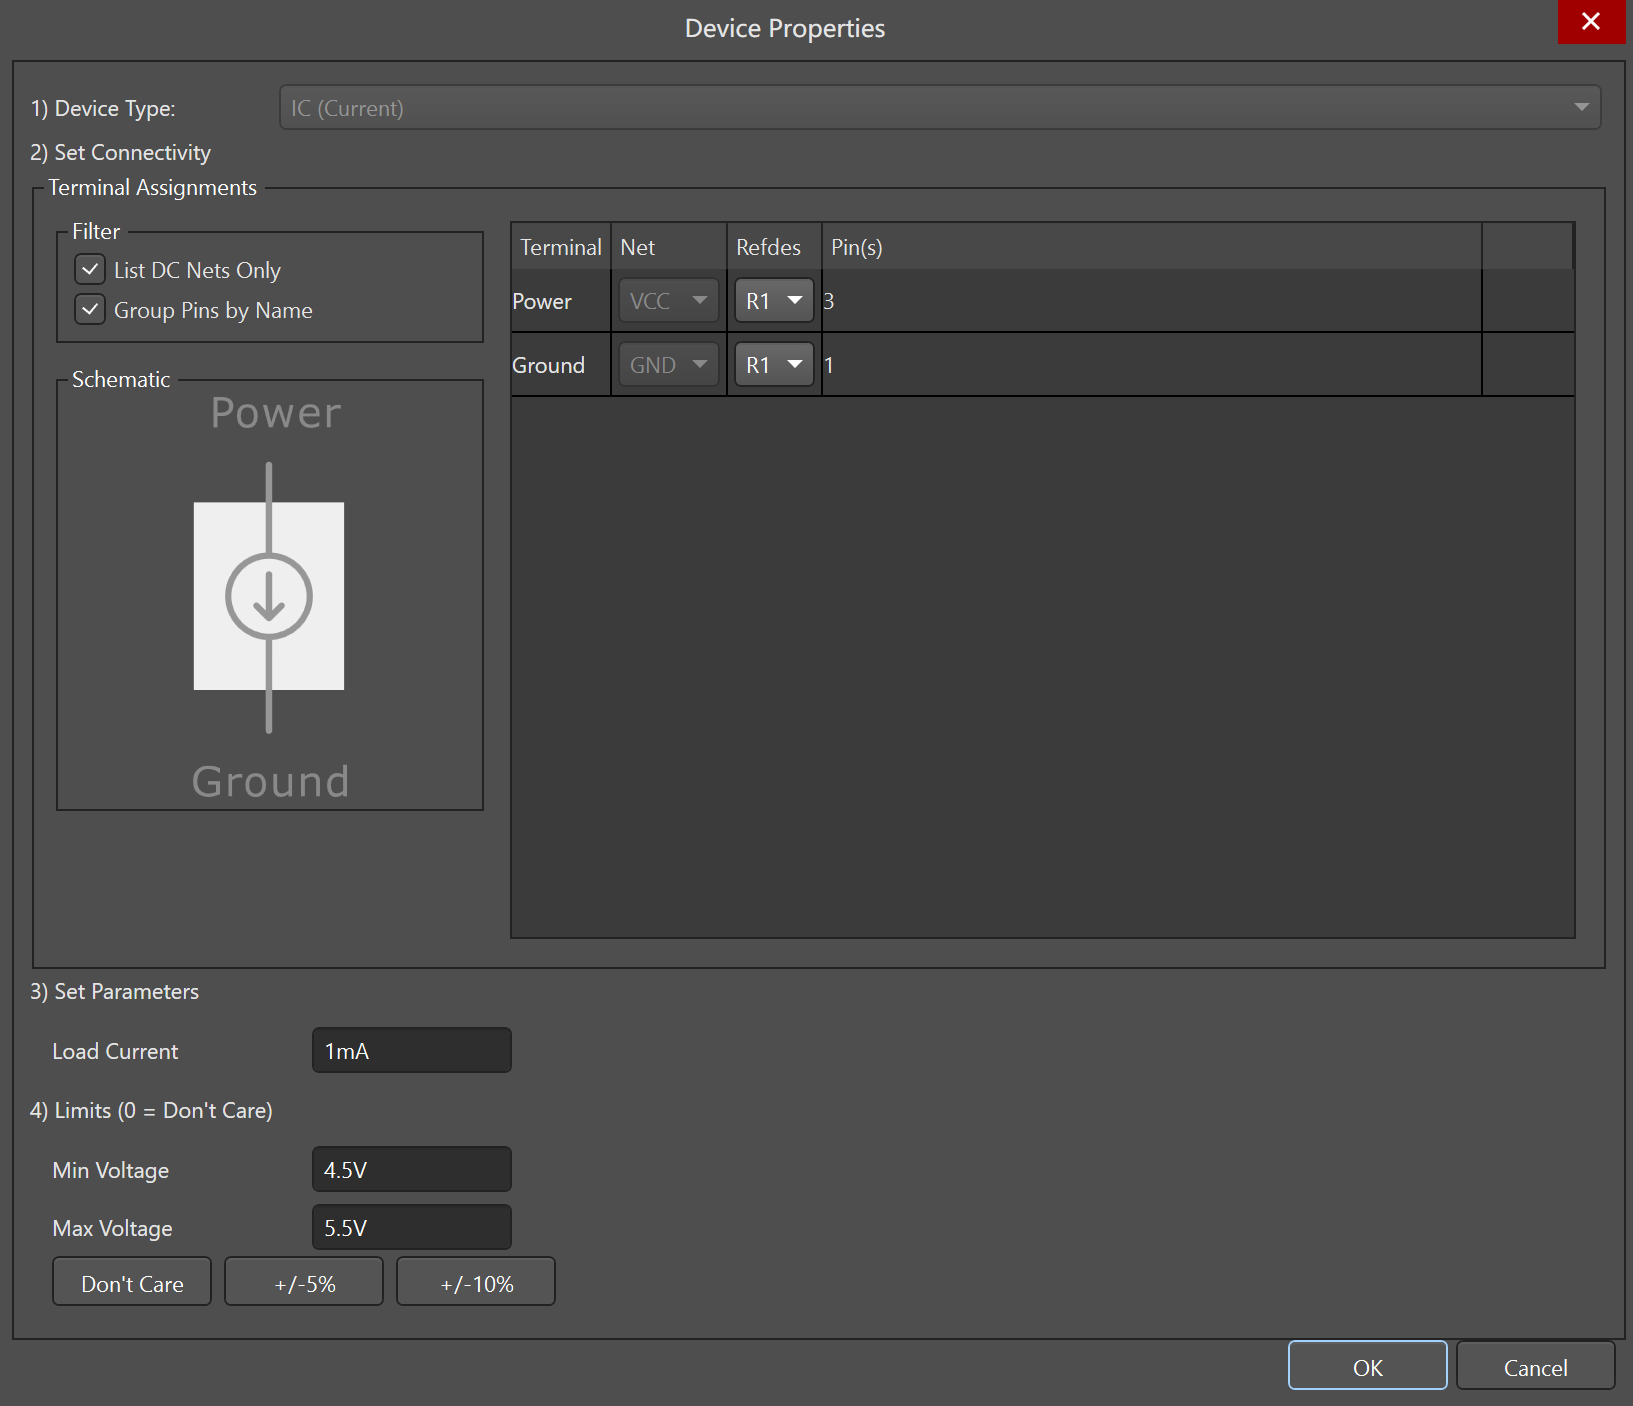 Device Properties
1) Device Type:
IC (Current)
2) Set Connectivity
Terminal Assignments
Filter
List DC Nets Only
Group Pins by Name
Schematic
Power
Ground
Terminal Net Refdes Pin(s)
Power VCC R1 3
Ground GND R1 1
3) Set Parameters
Load Current 1mA
4) Limits (0 = Don't Care)
Min Voltage 4.5V
Max Voltage 5.5V
Don't Care +/-5% +/-10%
OK Cancel